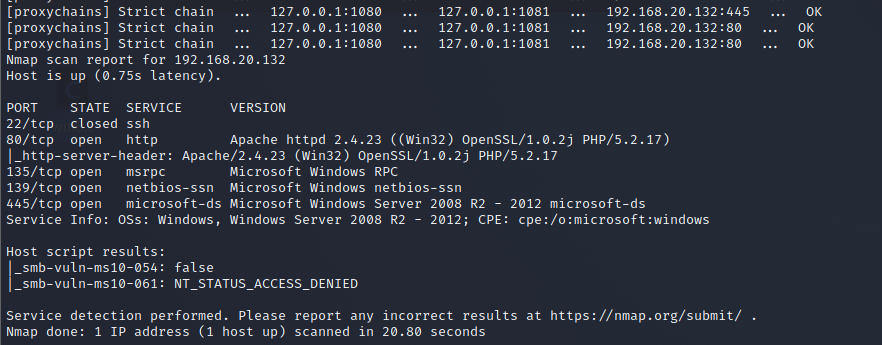 [proxychains] Strict chain ... 127.0.0.1:1080 ... 127.0.0.1:1081 ... 192.168.20.132:445 ... OK
[proxychains] Strict chain ... 127.0.0.1:1080 ... 127.0.0.1:1081 ... 192.168.20.132:80 ... OK
[proxychains] Strict chain ... 127.0.0.1:1080 ... 127.0.0.1:1081 ... 192.168.20.132:80 ... OK
Nmap scan report for 192.168.20.132
Host is up (0.75s latency).
PORT STATE SERVICE VERSION
22/tcp closed ssh
80/tcp open http Apache httpd 2.4.23 ((Win32) OpenSSL/1.0.2j PHP/5.2.17)
|_http-server-header: Apache/2.4.23 (Win32) OpenSSL/1.0.2j PHP/5.2.17
135/tcp open msrpc Microsoft Windows RPC
139/tcp open netbios-ssn Microsoft Windows netbios-ssn
445/tcp open microsoft-ds Microsoft Windows Server 2008 R2 - 2012 microsoft-ds
Service Info: OSs: Windows, Windows Server 2008 R2 - 2012; CPE: cpe:/o:microsoft:windows
Host script results:
|_smb-vuln-ms10-054: false
|_smb-vuln-ms10-061: NT_STATUS_ACCESS_DENIED
Service detection performed. Please report any incorrect results at https://nmap.org/submit/ .
Nmap done: 1 IP address (1 host up) scanned in 20.80 seconds